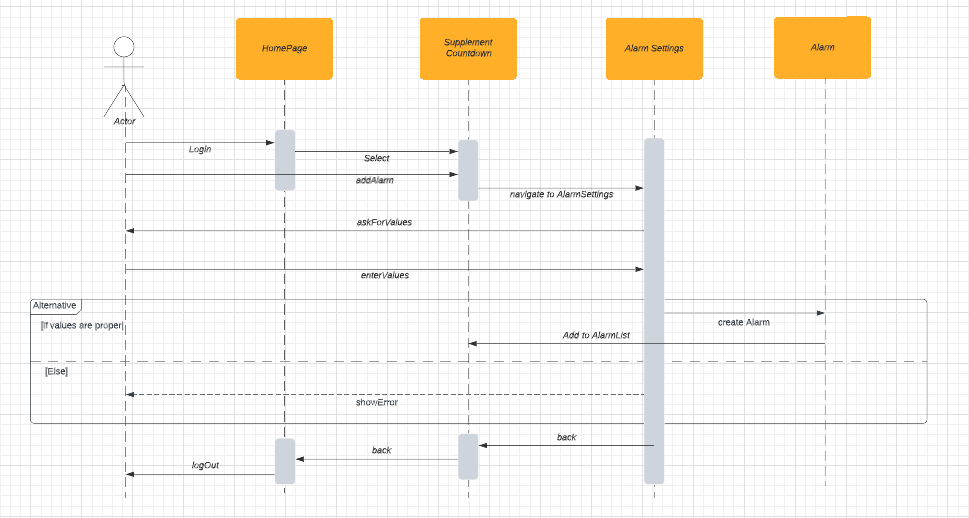 HomePage
Supplement
Countdown
Alarm Settings
Alarm
Actor
Login
Select
addAlarm
navigate to AlarmSettings
askForValues
enterValues
Alternative
[If values are proper]
create Alarm
Add to AlarmList
[Else]
showError
back
back
logOut